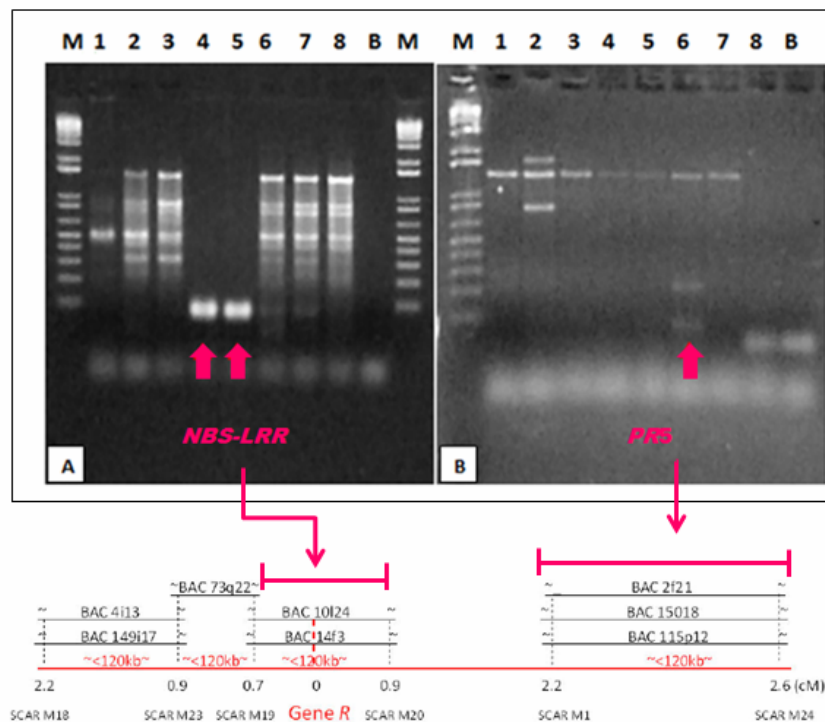 M 1 2 3 4 5 6 7 8 B M
M 1 2 3 4 5 6 7 8 B
NBS-LRR
PR5
A
B
~BAC 73q22~
~ ~ ~ ~ ~ BAC 2f21 ~
BAC 4i13 BAC 10l24 BAC 15O18
BAC 149i17 BAC 14f3 BAC 115p12
~<120kb~ ~<120kb~ ~<120kb~ ~<120kb~
2.2 0.9 0.7 0 0.9 2.2 2.6 (cM)
SCAR M18 SCAR M23 SCAR M19 Gene R SCAR M20 SCAR M1 SCAR M24